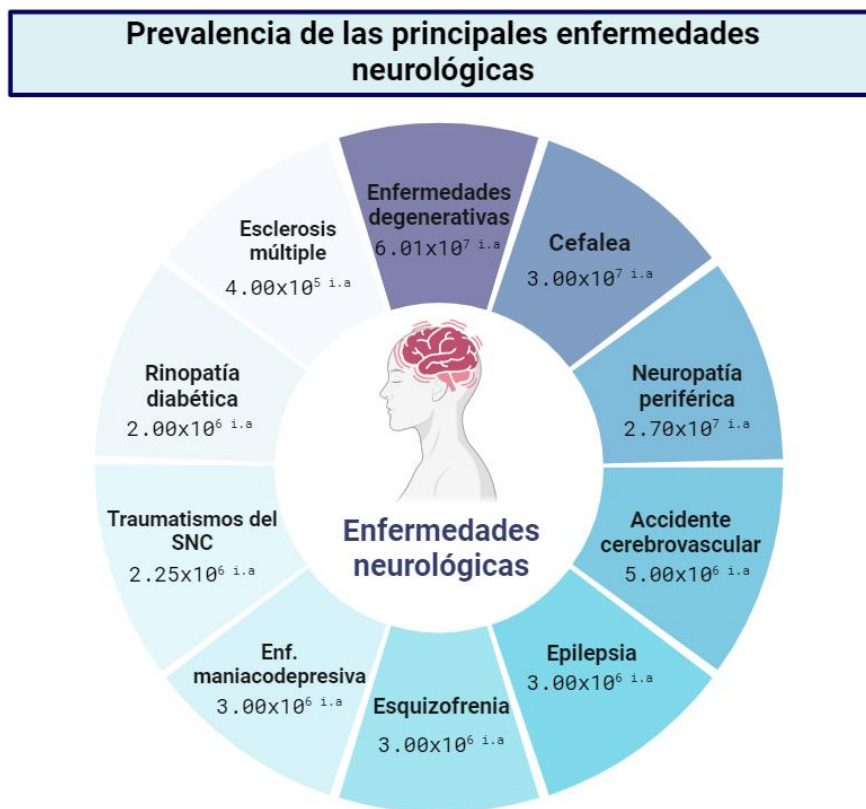 Prevalencia de las principales enfermedades
neurológicas
Enfermedades
degenerativas
6.01x10⁷ i.a
Cefalea
3.00x10⁷ i.a
Neuropatía
periférica
2.70x10⁷ i.a
Accidente
cerebrovascular
5.00x10⁶ i.a
Epilepsia
3.00x10⁶ i.a
Esquizofrenia
3.00x10⁶ i.a
Enf.
maniacodepresiva
3.00x10⁶ i.a
Traumatismos del
SNC
2.25x10⁶ i.a
Rinopatía
diabética
2.00x10⁶ i.a
Esclerosis
múltiple
4.00x10⁵ i.a
Enfermedades
neurológicas